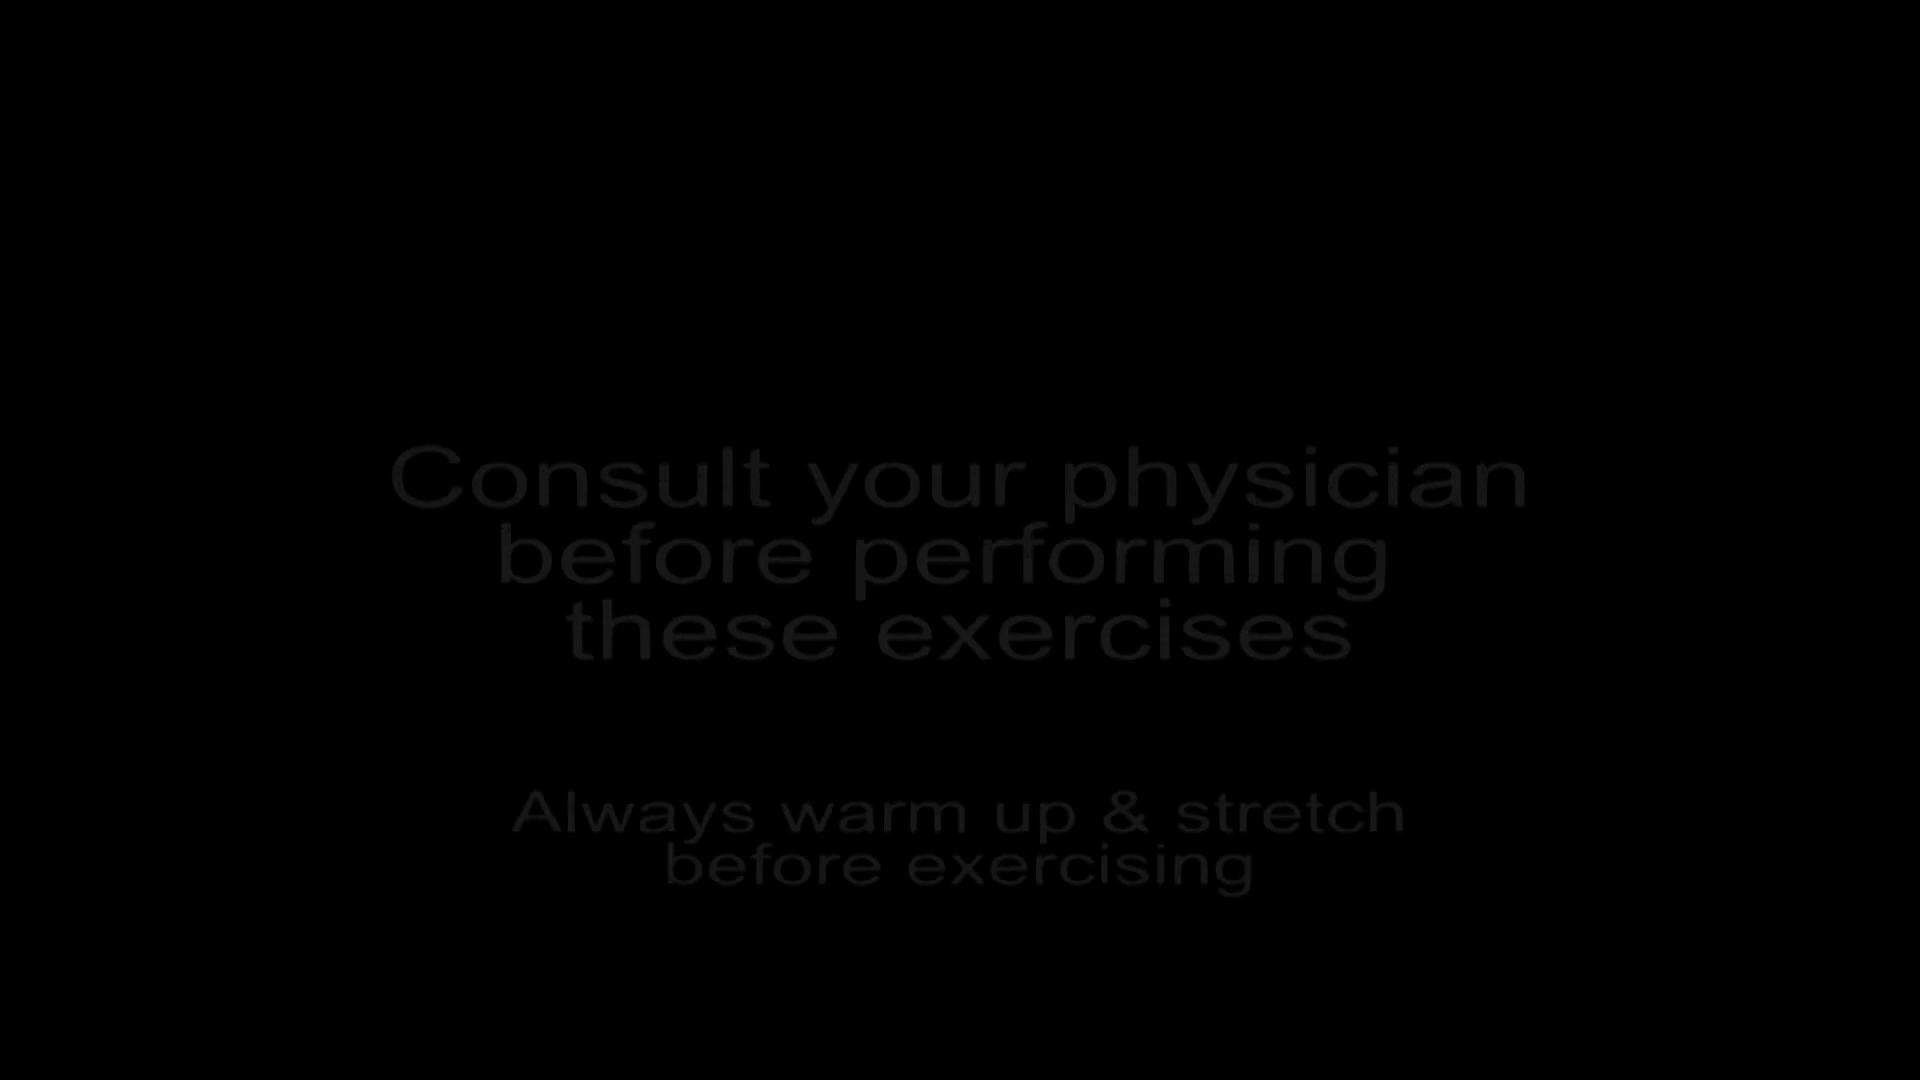 Consult your physician
before performing
these exercises
Always warm up & stretch
before exercising